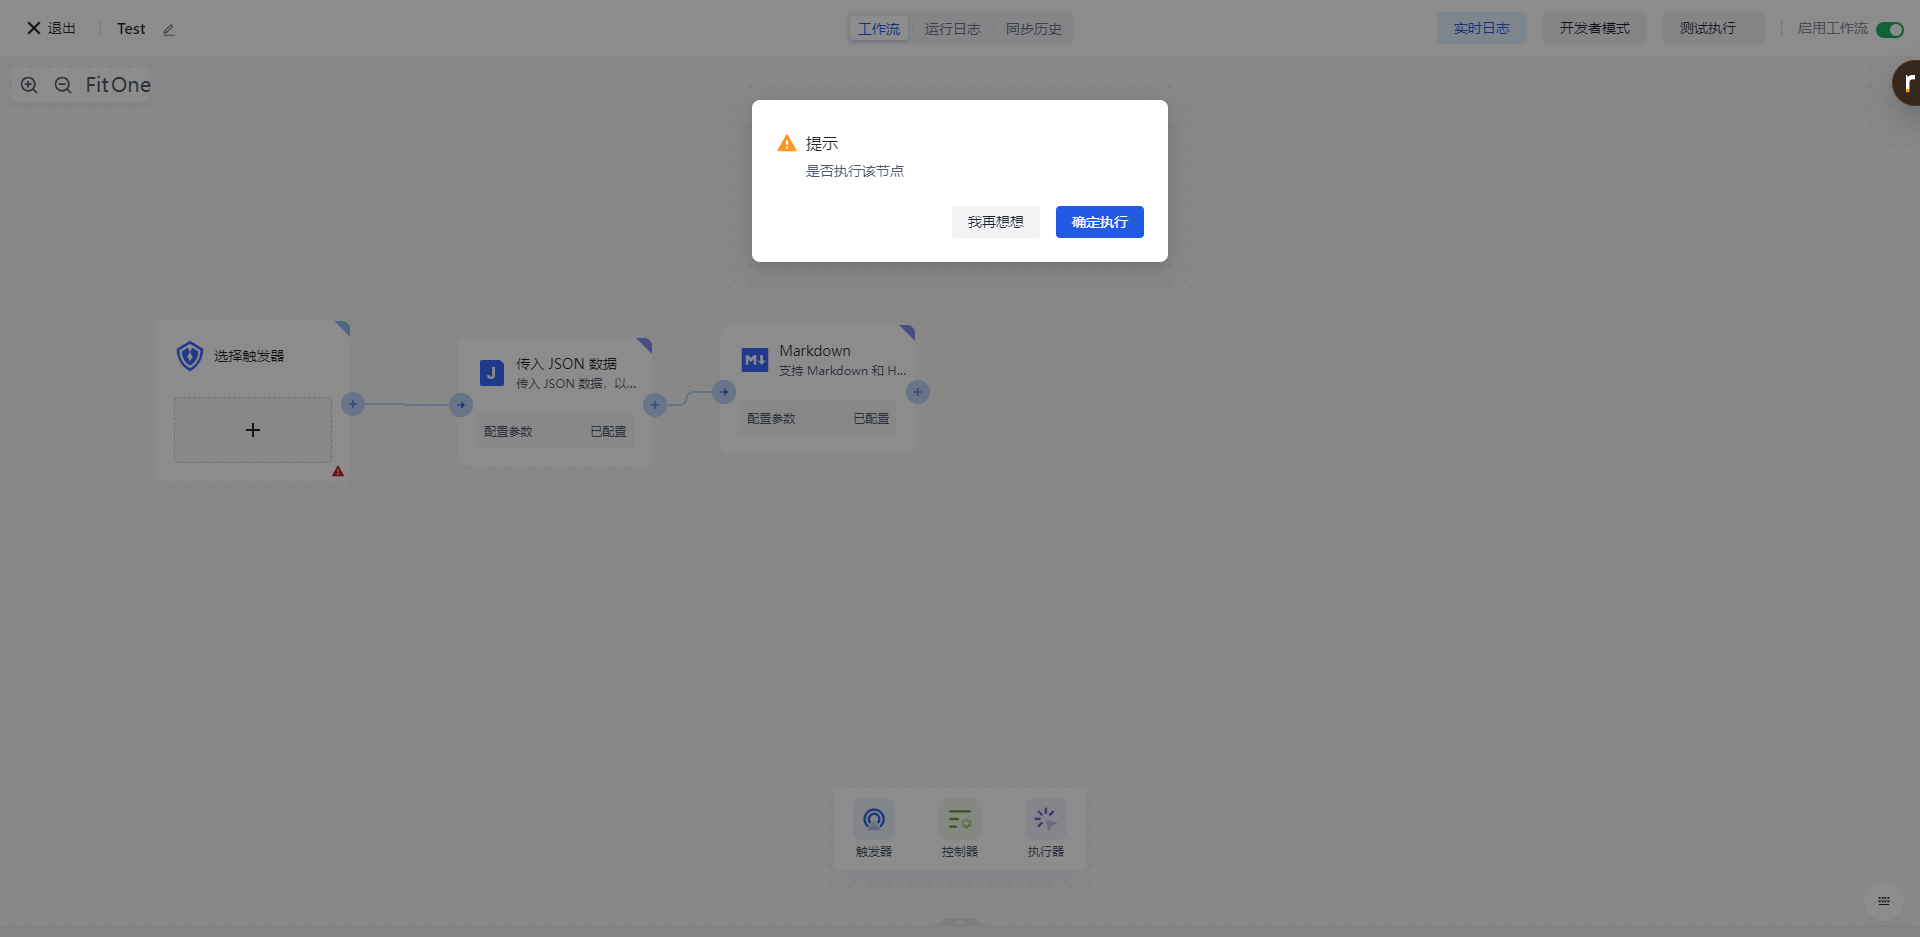 退出
Test
工作流
运行日志
同步历史
实时日志
开发者模式
测试执行
启用工作流
Fit One
r
提示
是否执行该节点
我再想想
确定执行
选择触发器
J
传入 JSON 数据
传入 JSON 数据，以...
配置参数
已配置
M
Markdown
支持 Markdown 和 H...
配置参数
已配置
触发器
控制器
执行器